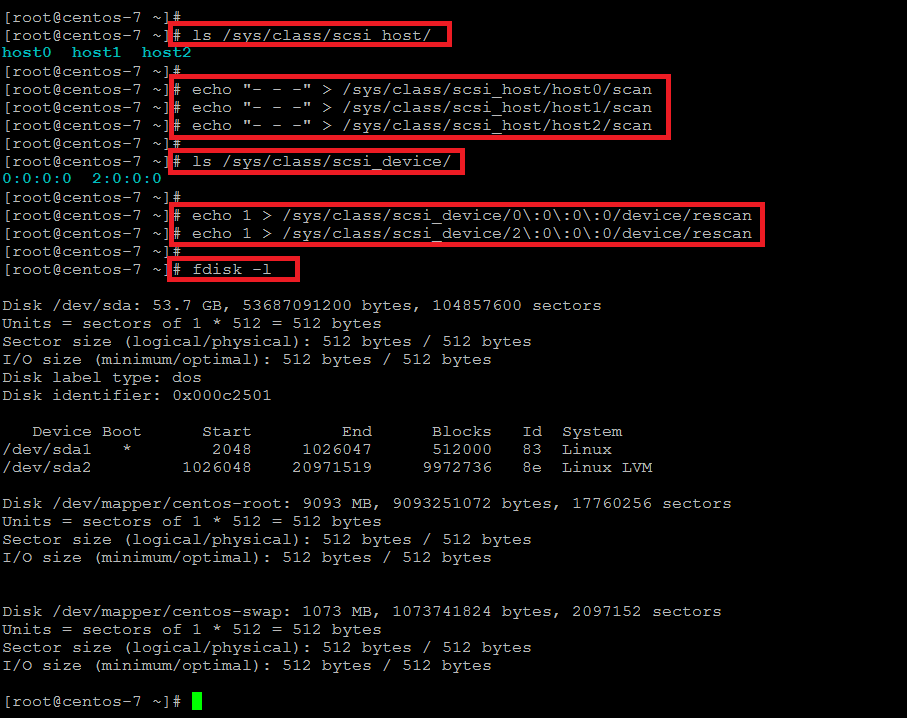 [root@centos-7 ~]#
[root@centos-7 ~]# ls /sys/class/scsi_host/
host0  host1  host2
[root@centos-7 ~]#
[root@centos-7 ~]# echo "- - -" > /sys/class/scsi_host/host0/scan
[root@centos-7 ~]# echo "- - -" > /sys/class/scsi_host/host1/scan
[root@centos-7 ~]# echo "- - -" > /sys/class/scsi_host/host2/scan
[root@centos-7 ~]#
[root@centos-7 ~]# ls /sys/class/scsi_device/
0:0:0:0  2:0:0:0
[root@centos-7 ~]#
[root@centos-7 ~]# echo 1 > /sys/class/scsi_device/0\:0\:0\:0/device/rescan
[root@centos-7 ~]# echo 1 > /sys/class/scsi_device/2\:0\:0\:0/device/rescan
[root@centos-7 ~]#
[root@centos-7 ~]# fdisk -l
Disk /dev/sda: 53.7 GB, 53687091200 bytes, 104857600 sectors
Units = sectors of 1 * 512 = 512 bytes
Sector size (logical/physical): 512 bytes / 512 bytes
I/O size (minimum/optimal): 512 bytes / 512 bytes
Disk label type: dos
Disk identifier: 0x000c2501
   Device Boot      Start         End      Blocks   Id  System
/dev/sda1   *        2048     1026047      512000   83  Linux
/dev/sda2         1026048    20971519     9972736   8e  Linux LVM
Disk /dev/mapper/centos-root: 9093 MB, 9093251072 bytes, 17760256 sectors
Units = sectors of 1 * 512 = 512 bytes
Sector size (logical/physical): 512 bytes / 512 bytes
I/O size (minimum/optimal): 512 bytes / 512 bytes
Disk /dev/mapper/centos-swap: 1073 MB, 1073741824 bytes, 2097152 sectors
Units = sectors of 1 * 512 = 512 bytes
Sector size (logical/physical): 512 bytes / 512 bytes
I/O size (minimum/optimal): 512 bytes / 512 bytes
[root@centos-7 ~]#